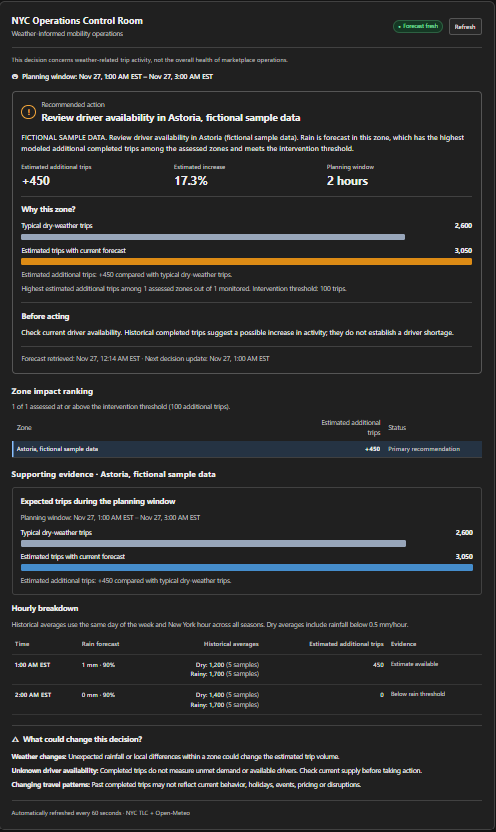 NYC Operations Control Room
Weather-informed mobility operations
Forecast fresh
Refresh
This decision concerns weather-related trip activity, not the overall health of marketplace operations.
Planning window: Nov 27, 1:00 AM EST – Nov 27, 3:00 AM EST
Recommended action
Review driver availability in Astoria, fictional sample data
FICTIONAL SAMPLE DATA. Review driver availability in Astoria (fictional sample data). Rain is forecast in this zone, which has the highest
modeled additional completed trips among the assessed zones and meets the intervention threshold.
Estimated additional trips
+450
Estimated increase
17.3%
Planning window
2 hours
Why this zone?
Typical dry-weather trips 2,600
Estimated trips with current forecast 3,050
Estimated additional trips: +450 compared with typical dry-weather trips.
Highest estimated additional trips among 1 assessed zones out of 1 monitored. Intervention threshold: 100 trips.
Before acting
Check current driver availability. Historical completed trips suggest a possible increase in activity; they do not establish a driver shortage.
Forecast retrieved: Nov 27, 12:14 AM EST · Next decision update: Nov 27, 1:00 AM EST
Zone impact ranking
1 of 1 assessed at or above the intervention threshold (100 additional trips).
Zone
Estimated additional
trips
Status
Astoria, fictional sample data +450 Primary recommendation
Supporting evidence · Astoria, fictional sample data
Expected trips during the planning window
Planning window: Nov 27, 1:00 AM EST – Nov 27, 3:00 AM EST
Typical dry-weather trips 2,600
Estimated trips with current forecast 3,050
Estimated additional trips: +450 compared with typical dry-weather trips.
Hourly breakdown
Historical averages use the same day of the week and New York hour across all seasons. Dry averages include rainfall below 0.5 mm/hour.
Time Rain forecast Historical averages Estimated additional trips Evidence
1:00 AM EST 1 mm · 90% Dry: 1,200 (5 samples) 450 Estimate available
Rainy: 1,700 (5 samples)
2:00 AM EST 0 mm · 90% Dry: 1,400 (5 samples) 0 Below rain threshold
Rainy: 1,700 (5 samples)
What could change this decision?
Weather changes: Unexpected rainfall or local differences within a zone could change the estimated trip volume.
Unknown driver availability: Completed trips do not measure unmet demand or available drivers. Check current supply before taking action.
Changing travel patterns: Past completed trips may not reflect current behavior, holidays, events, pricing or disruptions.
Automatically refreshed every 60 seconds · NYC TLC + Open-Meteo